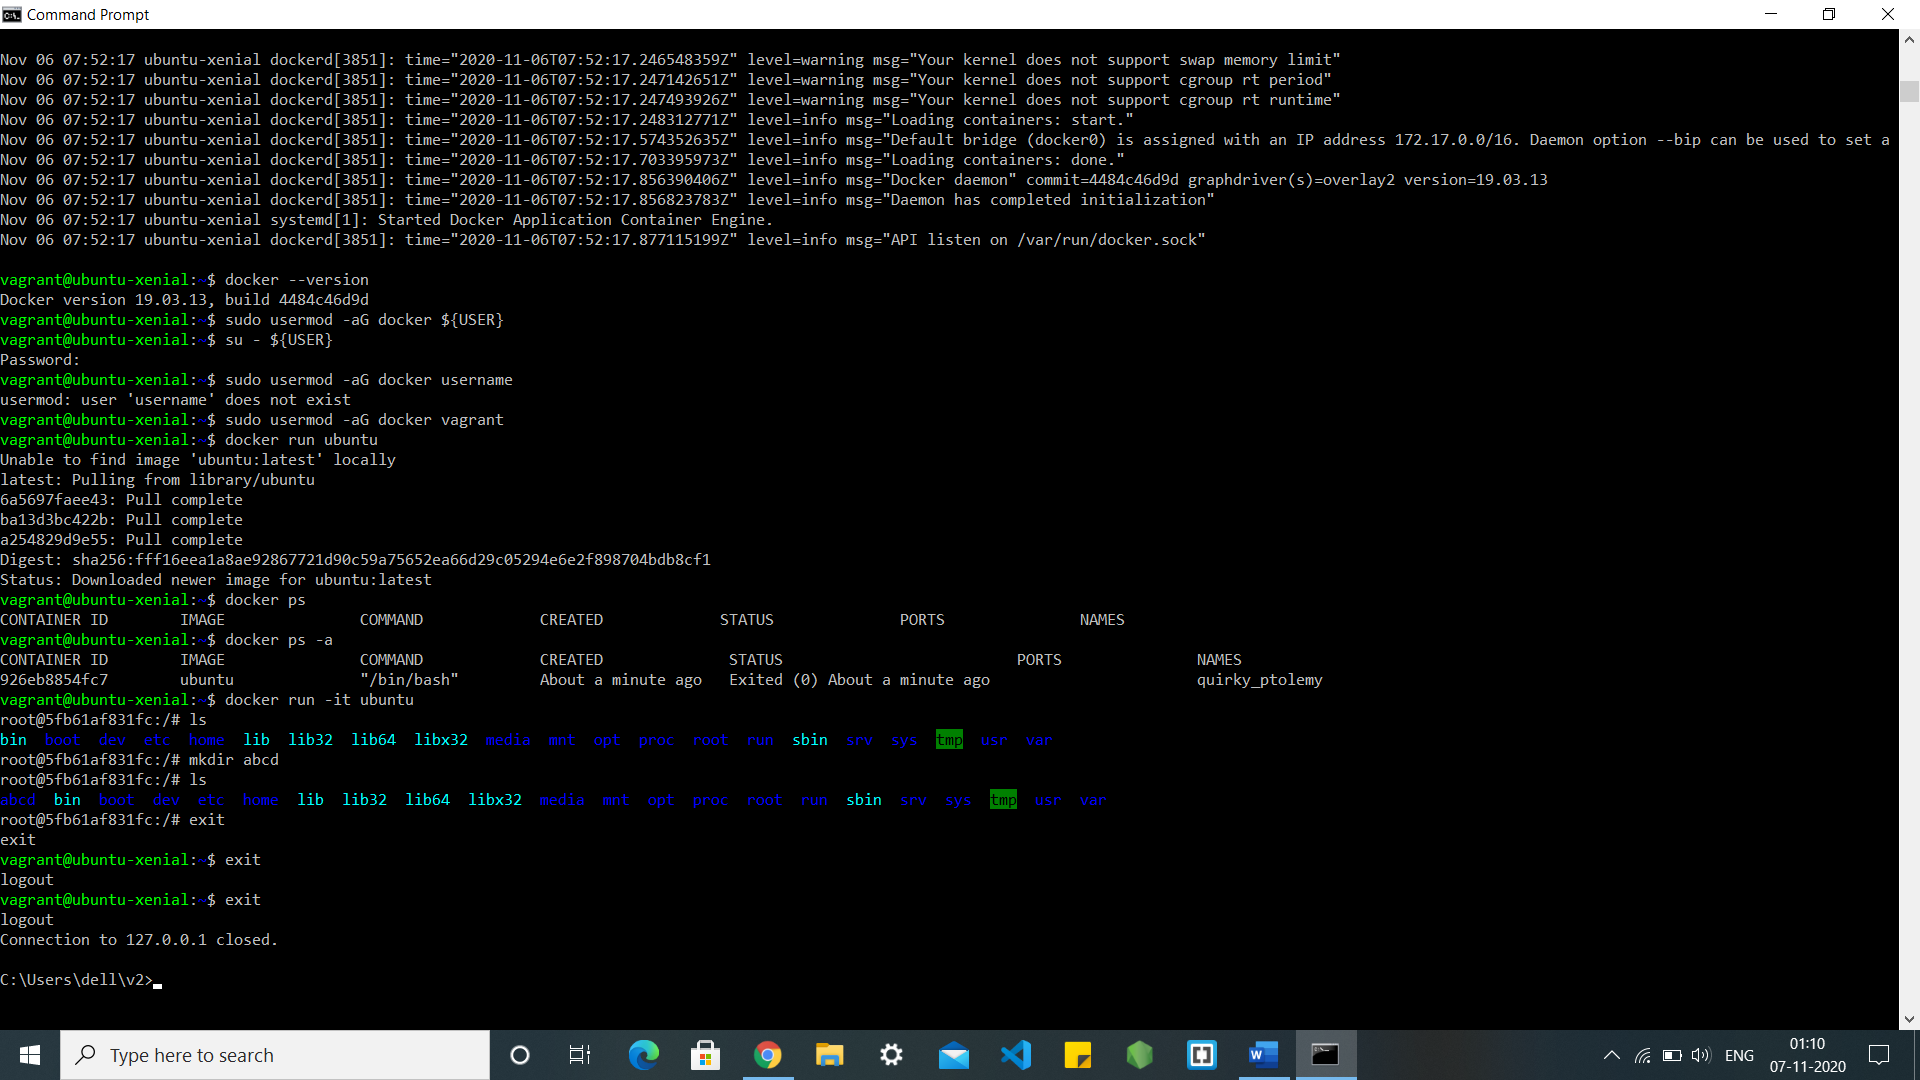 Command Prompt
Nov 06 07:52:17 ubuntu-xenial dockerd[3851]: time="2020-11-06T07:52:17.246548359Z" level=warning msg="Your kernel does not support swap memory limit"
Nov 06 07:52:17 ubuntu-xenial dockerd[3851]: time="2020-11-06T07:52:17.247142651Z" level=warning msg="Your kernel does not support cgroup rt period"
Nov 06 07:52:17 ubuntu-xenial dockerd[3851]: time="2020-11-06T07:52:17.247493926Z" level=warning msg="Your kernel does not support cgroup rt runtime"
Nov 06 07:52:17 ubuntu-xenial dockerd[3851]: time="2020-11-06T07:52:17.248312771Z" level=info msg="Loading containers: start."
Nov 06 07:52:17 ubuntu-xenial dockerd[3851]: time="2020-11-06T07:52:17.574352635Z" level=info msg="Default bridge (docker0) is assigned with an IP address 172.17.0.0/16. Daemon option --bip can be used to set a
Nov 06 07:52:17 ubuntu-xenial dockerd[3851]: time="2020-11-06T07:52:17.703395973Z" level=info msg="Loading containers: done."
Nov 06 07:52:17 ubuntu-xenial dockerd[3851]: time="2020-11-06T07:52:17.856390406Z" level=info msg="Docker daemon" commit=4484c46d9d graphdriver(s)=overlay2 version=19.03.13
Nov 06 07:52:17 ubuntu-xenial dockerd[3851]: time="2020-11-06T07:52:17.856823783Z" level=info msg="Daemon has completed initialization"
Nov 06 07:52:17 ubuntu-xenial systemd[1]: Started Docker Application Container Engine.
Nov 06 07:52:17 ubuntu-xenial dockerd[3851]: time="2020-11-06T07:52:17.877115199Z" level=info msg="API listen on /var/run/docker.sock"
vagrant@ubuntu-xenial:~$ docker --version
Docker version 19.03.13, build 4484c46d9d
vagrant@ubuntu-xenial:~$ sudo usermod -aG docker ${USER}
vagrant@ubuntu-xenial:~$ su - ${USER}
Password:
vagrant@ubuntu-xenial:~$ sudo usermod -aG docker username
usermod: user 'username' does not exist
vagrant@ubuntu-xenial:~$ sudo usermod -aG docker vagrant
vagrant@ubuntu-xenial:~$ docker run ubuntu
Unable to find image 'ubuntu:latest' locally
latest: Pulling from library/ubuntu
6a5697faee43: Pull complete
ba13d3bc422b: Pull complete
a254829d9e55: Pull complete
Digest: sha256:fff16eea1a8ae92867721d90c59a75652ea66d29c05294e6e2f898704bdb8cf1
Status: Downloaded newer image for ubuntu:latest
vagrant@ubuntu-xenial:~$ docker ps
CONTAINER ID IMAGE COMMAND CREATED STATUS PORTS NAMES
vagrant@ubuntu-xenial:~$ docker ps -a
CONTAINER ID IMAGE COMMAND CREATED STATUS PORTS NAMES
926eb8854fc7 ubuntu "/bin/bash" About a minute ago Exited (0) About a minute ago quirky_ptolemy
vagrant@ubuntu-xenial:~$ docker run -it ubuntu
root@5fb61af831fc:/# ls
bin boot dev etc home lib lib32 lib64 libx32 media mnt opt proc root run sbin srv sys tmp usr var
root@5fb61af831fc:/# mkdir abcd
root@5fb61af831fc:/# ls
abcd bin boot dev etc home lib lib32 lib64 libx32 media mnt opt proc root run sbin srv sys tmp usr var
root@5fb61af831fc:/# exit
exit
vagrant@ubuntu-xenial:~$ exit
logout
vagrant@ubuntu-xenial:~$ exit
logout
Connection to 127.0.0.1 closed.
C:\Users\dell\v2>
Type here to search
ENG
01:10
07-11-2020